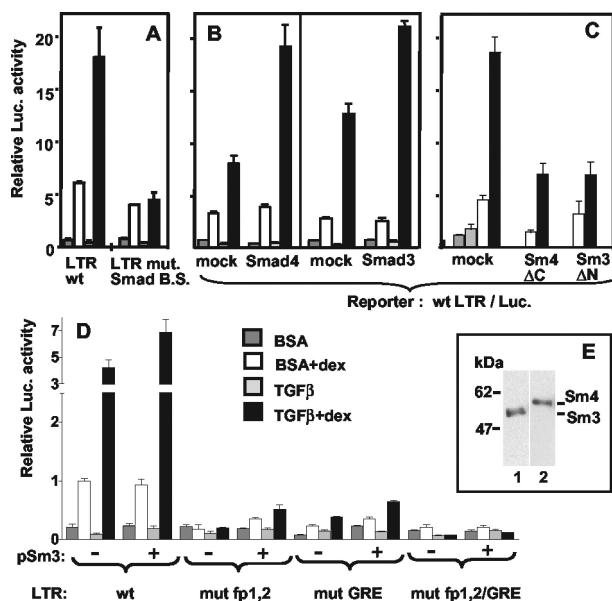 20
15
10
5
0
Relative Luc. activity
A
B
C
LTR wt
LTR mut. Smad B.S.
mock
Smad4
mock
Smad3
mock
Sm4 ΔC
Sm3 ΔN
Reporter : wt LTR / Luc.
D
7
5
3
2
1
0
Relative Luc. activity
BSA
BSA+dex
TGFβ
TGFβ+dex
E
kDa
62
47
Sm4
Sm3
1 2
pSm3: - + - + - + - +
LTR: wt mut fp1,2 mut GRE mut fp1,2/GRE